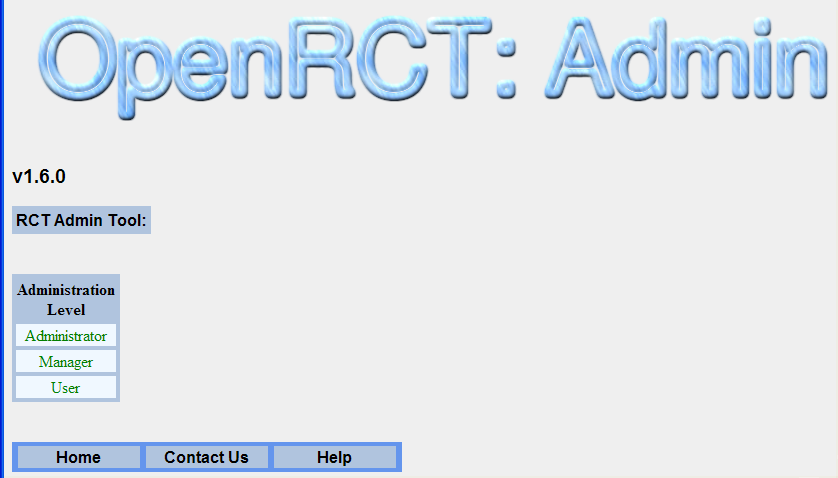 OpenRCT: Admin
v1.6.0
RCT Admin Tool:
Administration
Level
Administrator
Manager
User
Home Contact Us Help